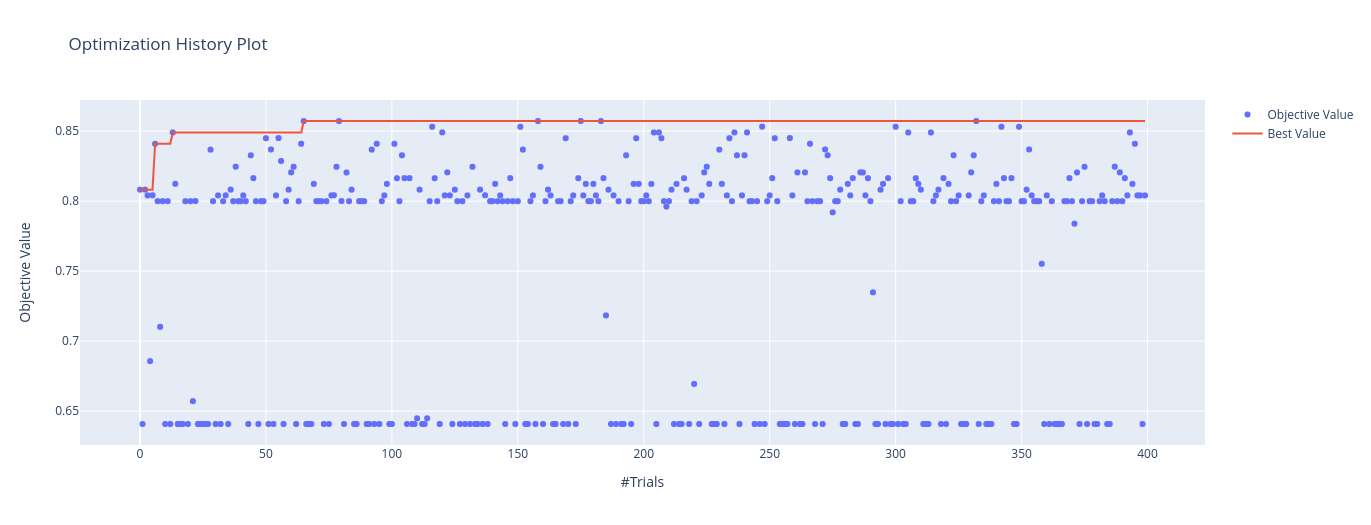 Optimization History Plot
Objective Value
Best Value
0.85
0.8
0.75
0.7
0.65
Objective Value
0
50
100
150
200
250
300
350
400
#Trials